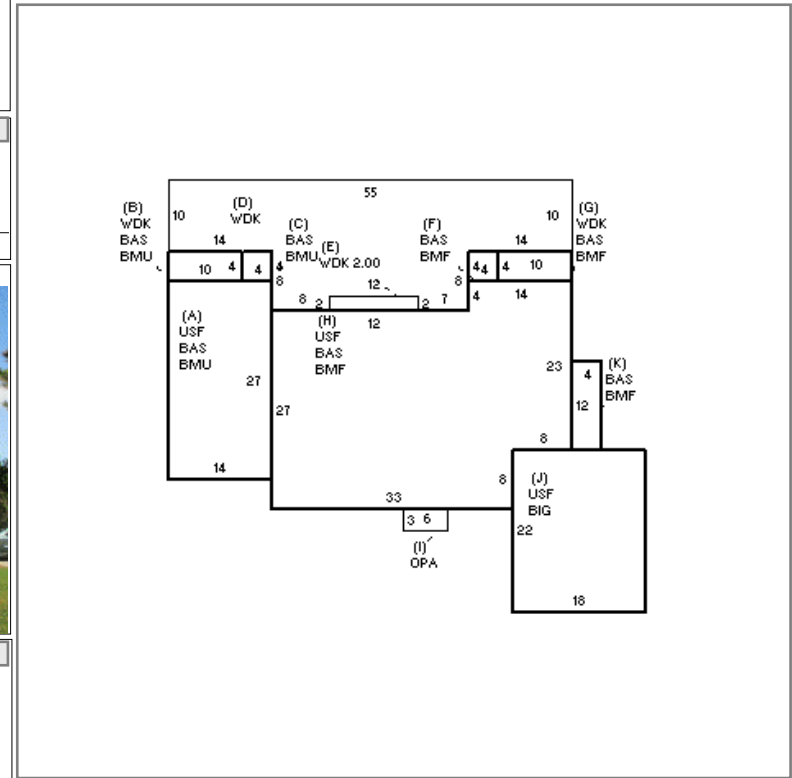 55
(B)
WDK
BAS
BMU
10
(D)
WDK
(C)
BAS
BMU
(E)
WDK 2.00
(F)
BAS
BMF
10
(G)
WDK
BAS
BMF
14
14
10 4 4 4
4 4 4 10
8
8
12
8 2
2 7
4 14
(A)
USF
BAS
BMU
(H)
USF
BAS
BMF
12
27
27
23
(K)
BAS
BMF
4
12
14
8
33
8
(J)
USF
BIG
3 6
22
(I)
OPA
18